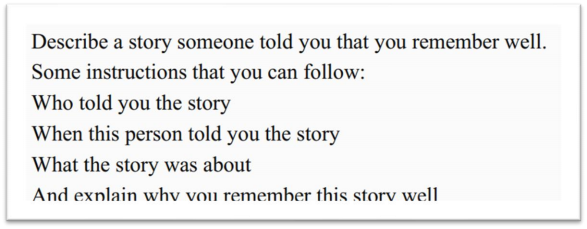 Describe a story someone told you that you remember well.
Some instructions that you can follow:
Who told you the story
When this person told you the story
What the story was about
And explain why you remember this story well